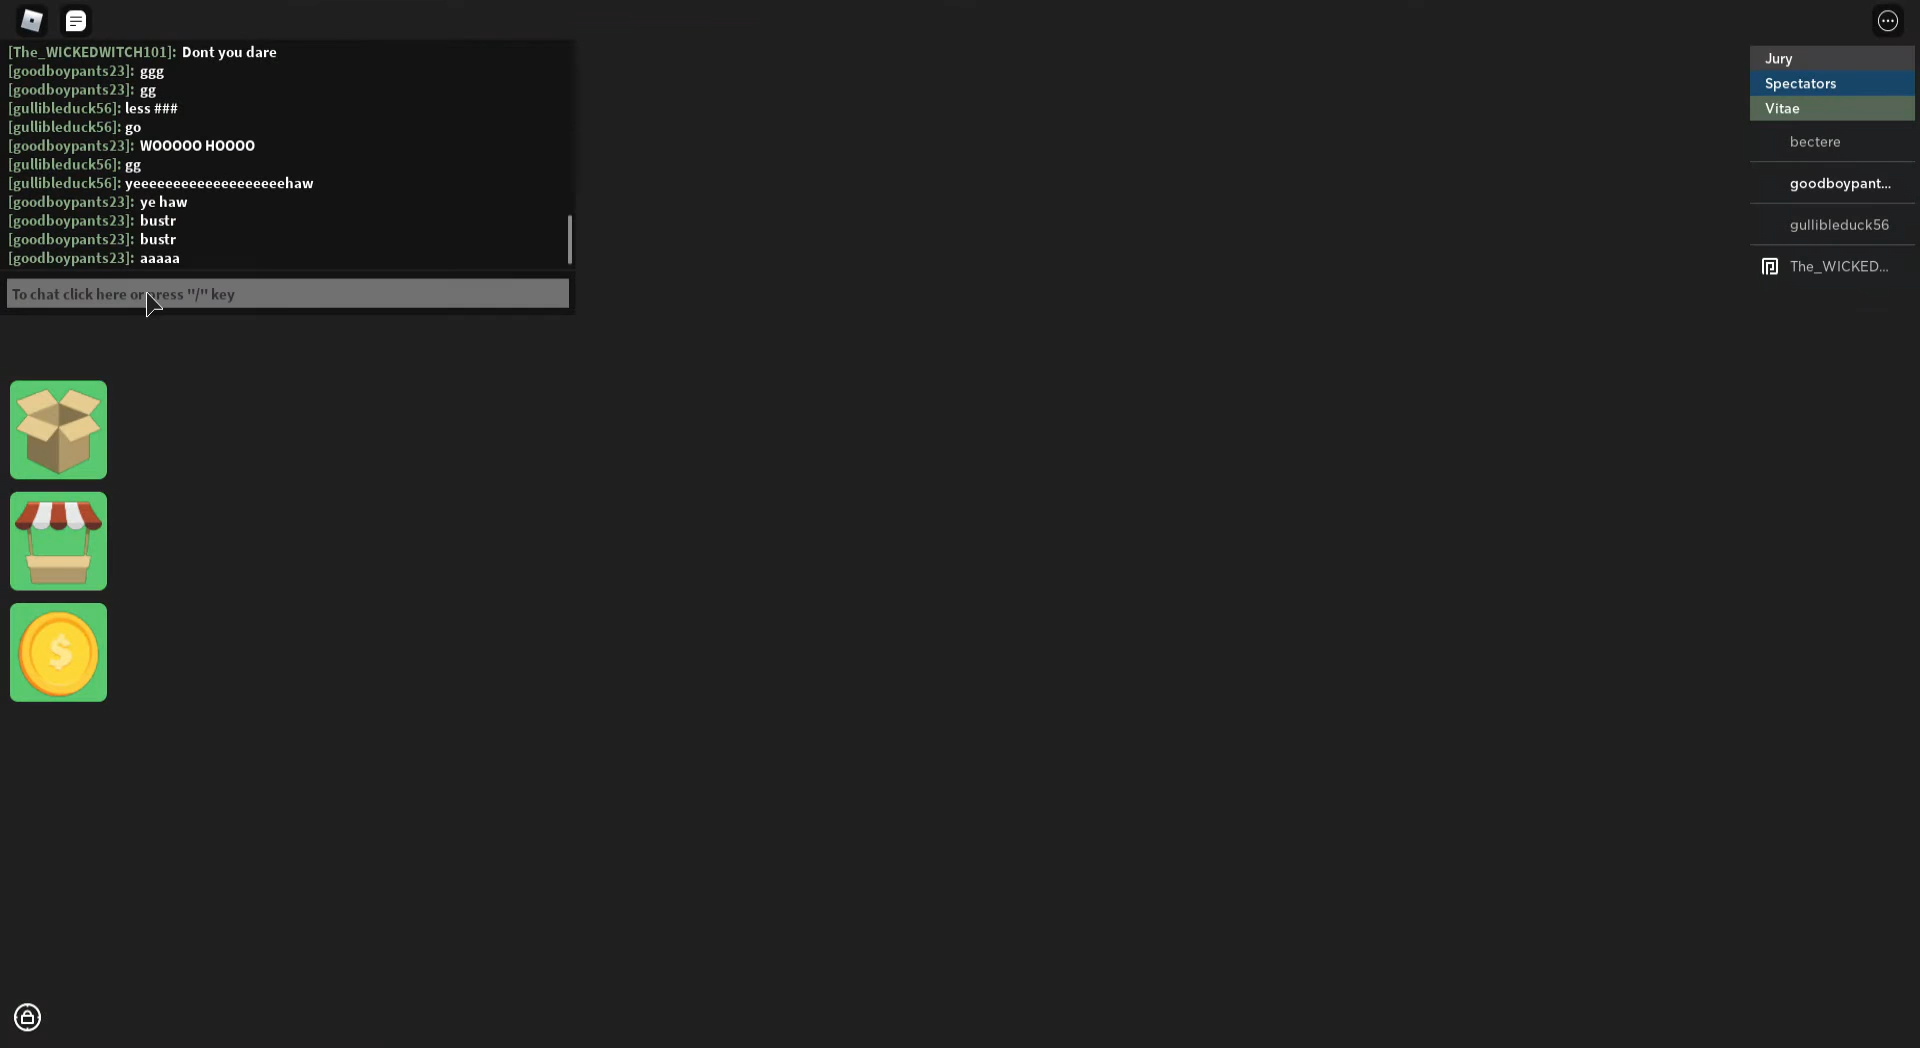 [The_WICKEDWITCH101]: Dont you dare
[goodboypants23]: ggg
[goodboypants23]: gg
[gullibleduck56]: less ###
[gullibleduck56]: go
[goodboypants23]: WOOOOO HOOOO
[gullibleduck56]: gg
[gullibleduck56]: yeeeeeeeeeeeeeeeeeeehaw
[goodboypants23]: ye haw
[goodboypants23]: bustr
[goodboypants23]: bustr
[goodboypants23]: aaaaa
To chat click here or press "/" key
Jury
Spectators
Vitae
bectere
goodboypant...
gullibleduck56
The_WICKED...
$